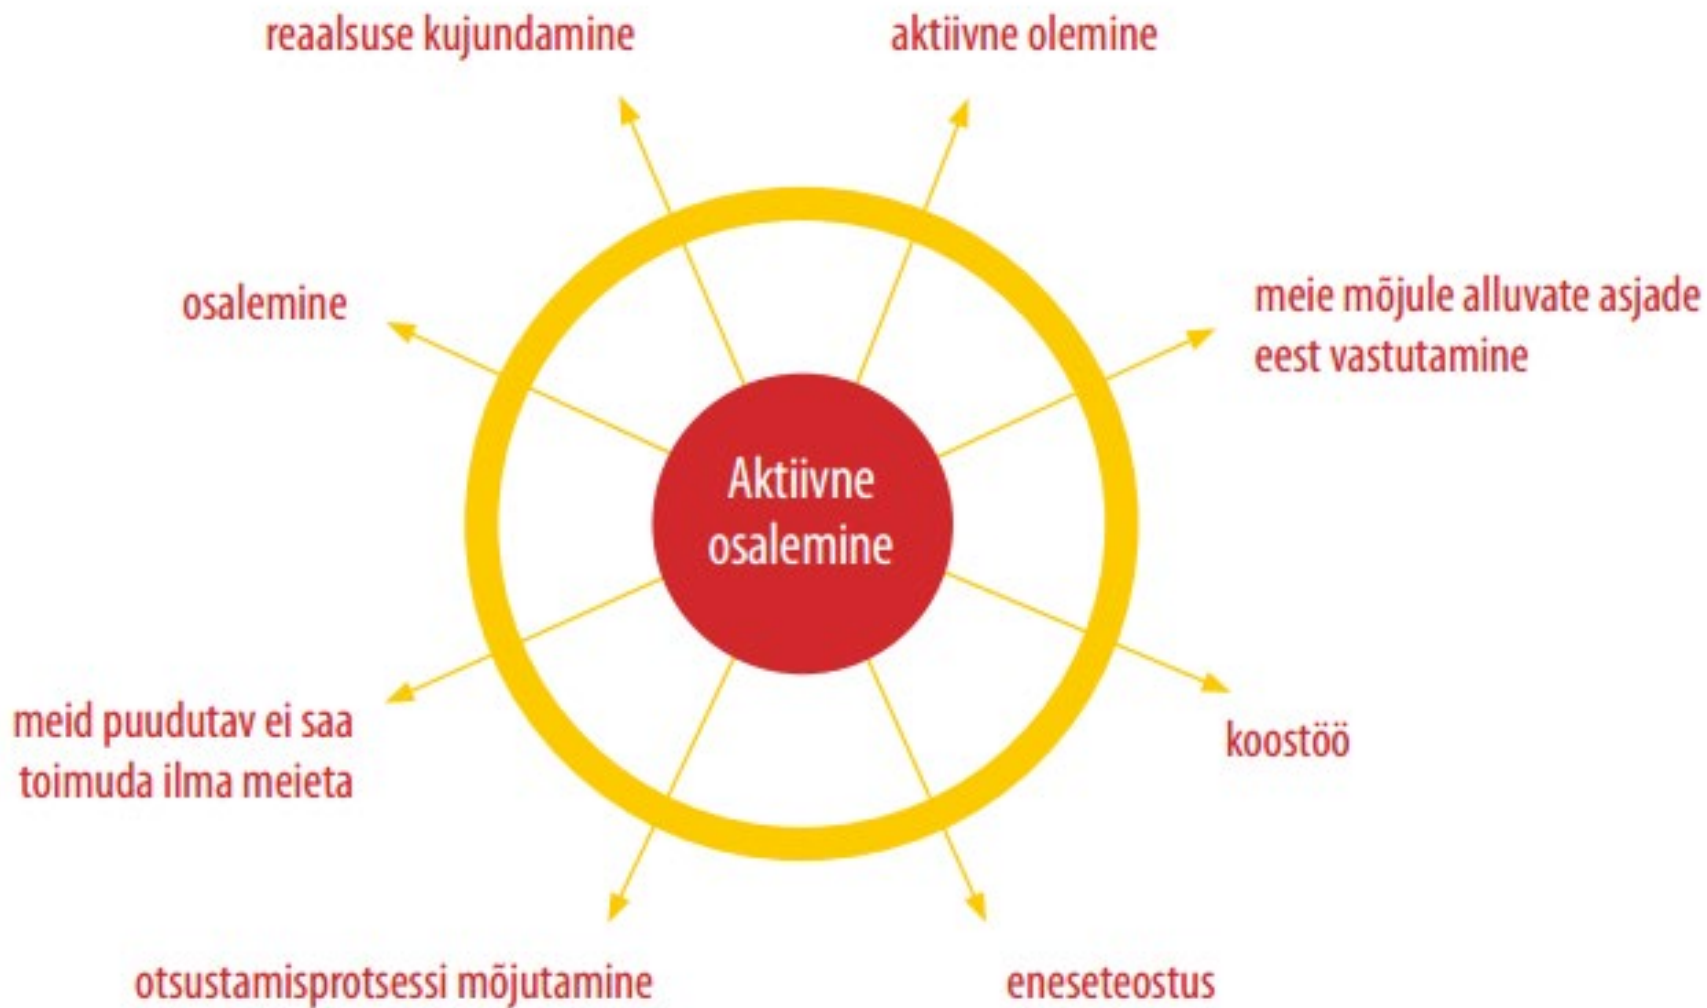 reaalsuse kujundamine
aktiivne olemine
osalemine
meie mõjule alluvate asjade
eest vastutamine
Aktiivne
osalemine
meid puudutav ei saa
toimuda ilma meieta
koostöö
otsustamisprotsessi mõjutamine
eneseteostus